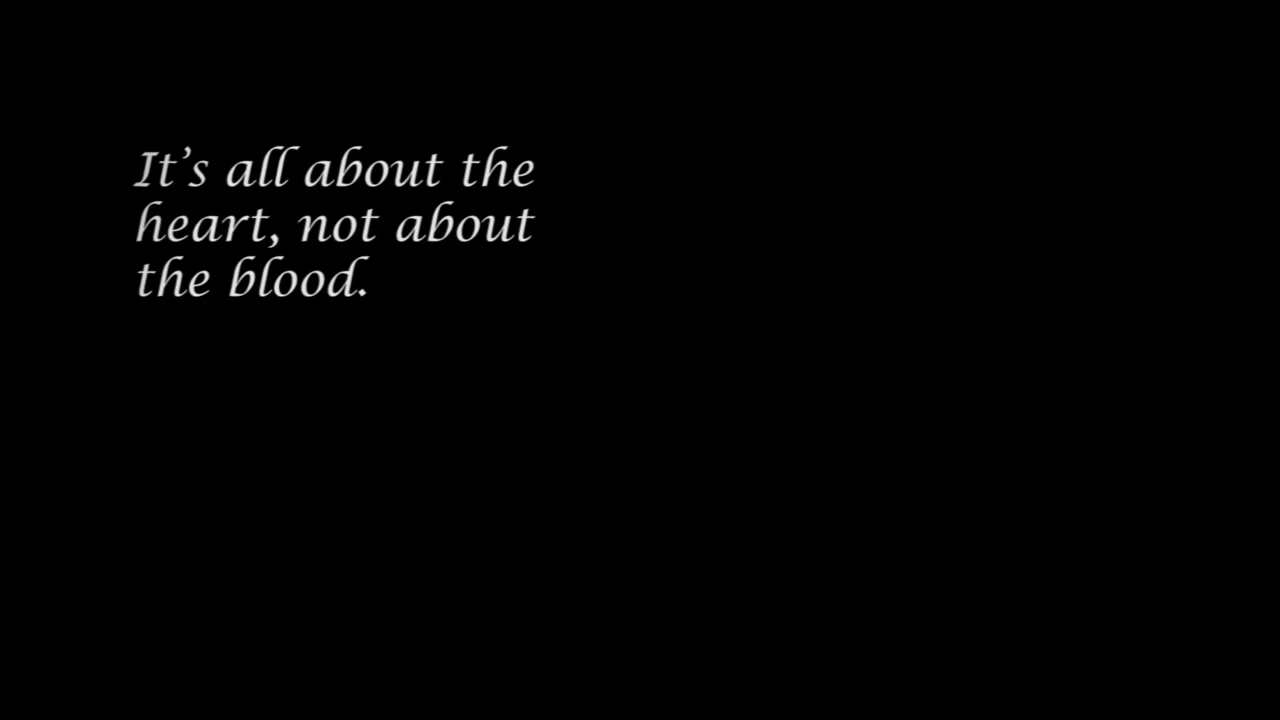 It’s all about the
heart, not about
the blood.